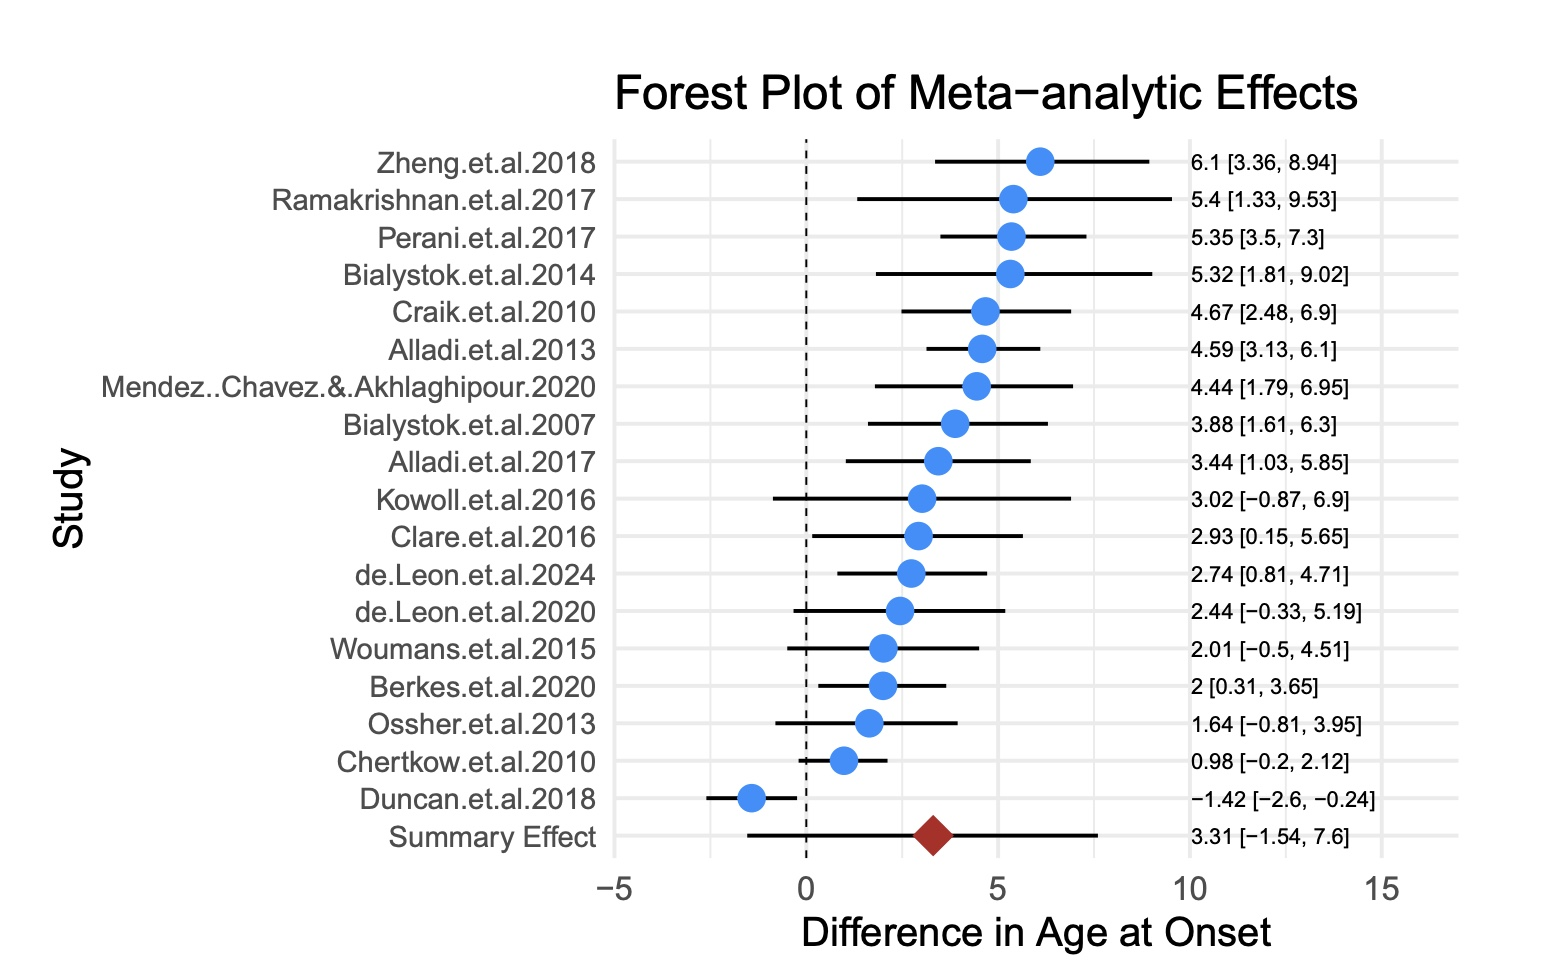 Forest Plot of Meta−analytic Effects
Study
Zheng.et.al.2018 6.1 [3.36, 8.94]
Ramakrishnan.et.al.2017 5.4 [1.33, 9.53]
Perani.et.al.2017 5.35 [3.5, 7.3]
Bialystok.et.al.2014 5.32 [1.81, 9.02]
Craik.et.al.2010 4.67 [2.48, 6.9]
Alladi.et.al.2013 4.59 [3.13, 6.1]
Mendez..Chavez.&.Akhlaghipour.2020 4.44 [1.79, 6.95]
Bialystok.et.al.2007 3.88 [1.61, 6.3]
Alladi.et.al.2017 3.44 [1.03, 5.85]
Kowoll.et.al.2016 3.02 [−0.87, 6.9]
Clare.et.al.2016 2.93 [0.15, 5.65]
de.Leon.et.al.2024 2.74 [0.81, 4.71]
de.Leon.et.al.2020 2.44 [−0.33, 5.19]
Woumans.et.al.2015 2.01 [−0.5, 4.51]
Berkes.et.al.2020 2 [0.31, 3.65]
Ossher.et.al.2013 1.64 [−0.81, 3.95]
Chertkow.et.al.2010 0.98 [−0.2, 2.12]
Duncan.et.al.2018 −1.42 [−2.6, −0.24]
Summary Effect 3.31 [−1.54, 7.6]
−5 0 5 10 15
Difference in Age at Onset